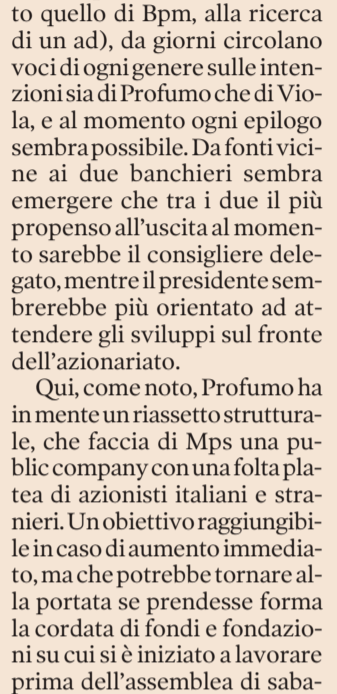 to quello di Bpm, alla ricerca
di un ad), da giorni circolano
voci di ogni genere sulle inten-
zioni sia di Profumo che di Vio-
la, e al momento ogni epilogo
sembra possibile. Da fonti vici-
ne ai due banchieri sembra
emergere che tra i due il più
propenso all'uscita al momen-
to sarebbe il consigliere dele-
gato, mentre il presidente sem-
brerebbe più orientato ad at-
tendere gli sviluppi sul fronte
dell'azionariato.
Qui, come noto, Profumo ha
in mente un riassetto struttura-
le, che faccia di Mps una pu-
blic company con una folta pla-
tea di azionisti italiani e stra-
nieri. Un obiettivo raggiungibi-
le in caso di aumento immedia-
to, ma che potrebbe tornare al-
la portata se prendesse forma
la cordata di fondi e fondazio-
ni su cui si è iniziato a lavorare
prima dell'assemblea di saba-